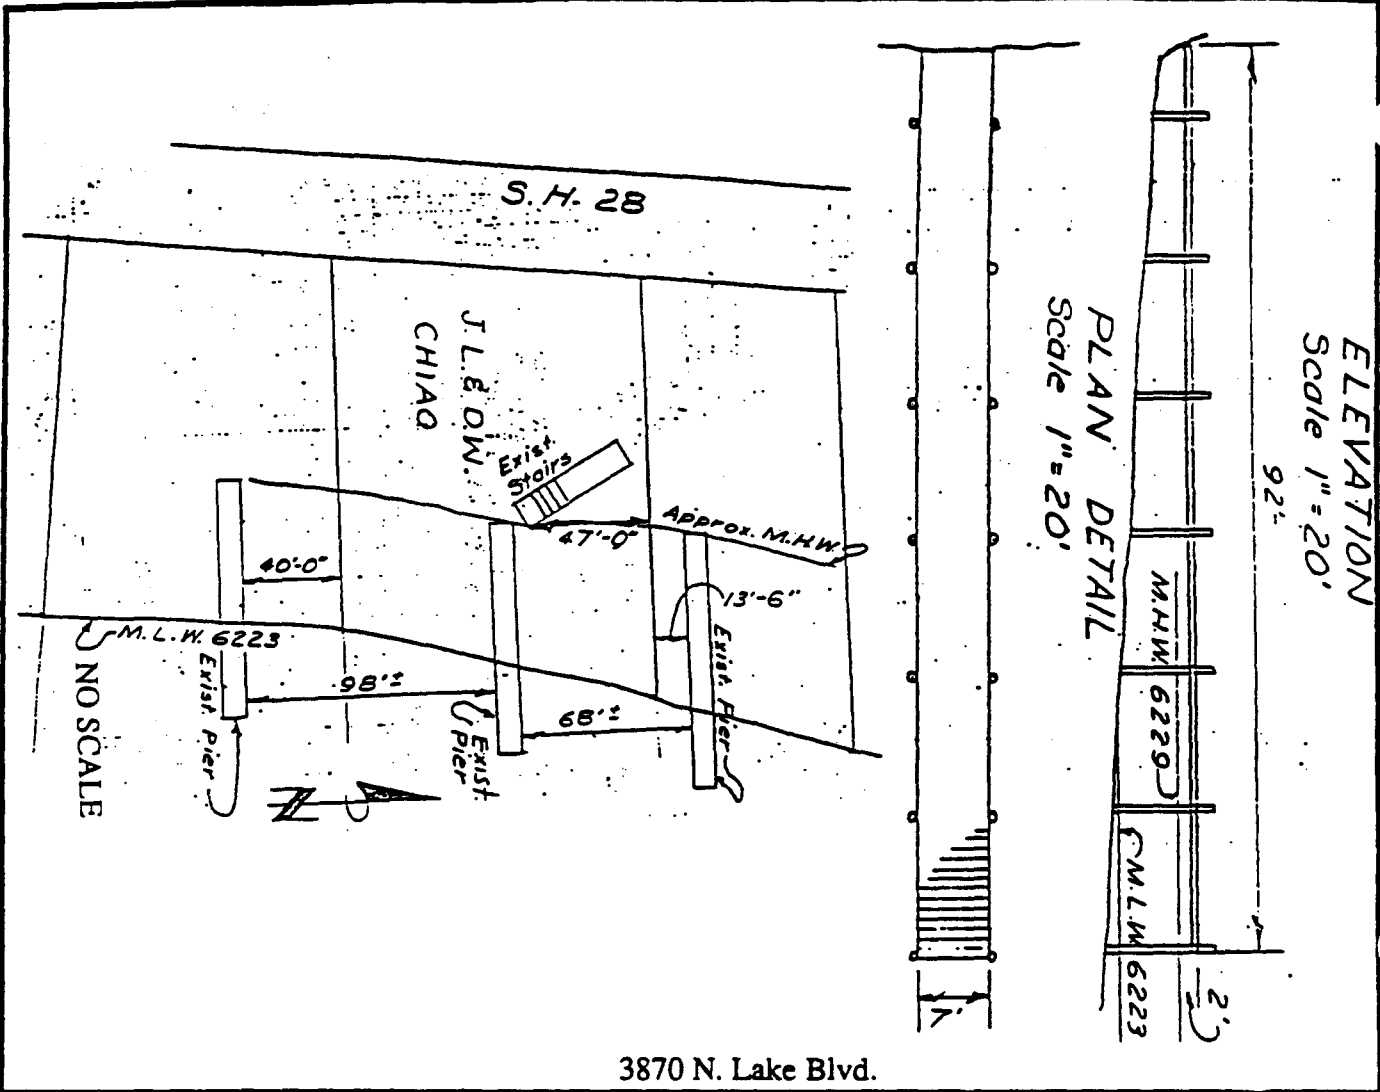 S. H. 28
J. L. & D.W.
CHIAO
Exist.
Stairs
47'-0"
Approx. M.H.W.
40'-0"
13'-6"
M.L.W. 6223
Exist. Pier
98'±
Exist.
Pier
68'±
Exist. Pier
N
NO SCALE
PLAN DETAIL
Scale 1"=20'
7'
ELEVATION
Scale 1"=20'
92'±
M.H.W. 6229
M.L.W. 6223
2'
3870 N. Lake Blvd.